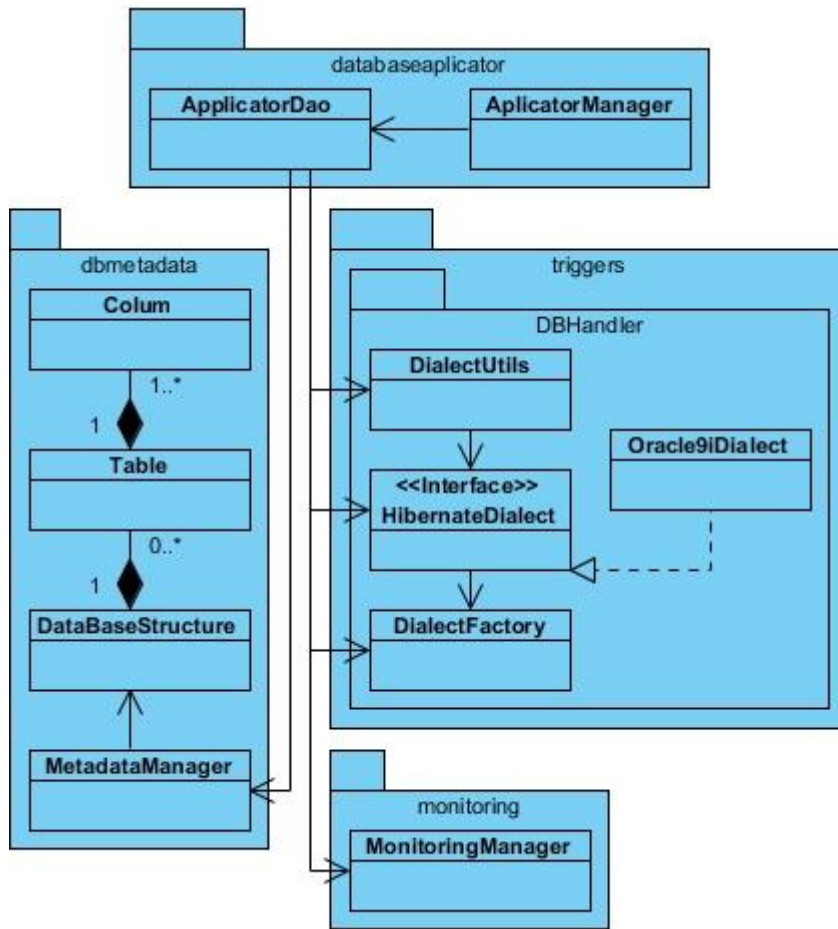 databaseaplicator
ApplicatorDao
AplicatorManager
dbmetadata
Colum
1..*
1
Table
0..*
1
DataBaseStructure
MetadataManager
triggers
DBHandler
DialectUtils
Oracle9iDialect
<<Interface>>
HibernateDialect
DialectFactory
monitoring
MonitoringManager